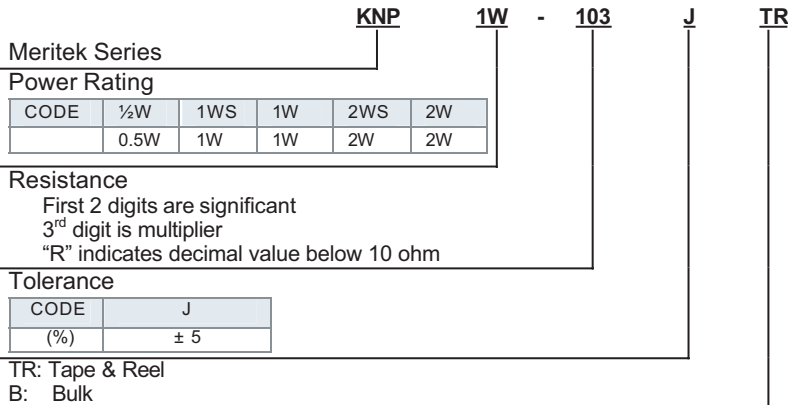 KNP 1W - 103 J TR
Meritek Series
Power Rating
CODE ½W 1WS 1W 2WS 2W
0.5W 1W 1W 2W 2W
Resistance
First 2 digits are significant
3rd digit is multiplier
“R” indicates decimal value below 10 ohm
Tolerance
CODE J
(%) ± 5
TR: Tape & Reel
B: Bulk